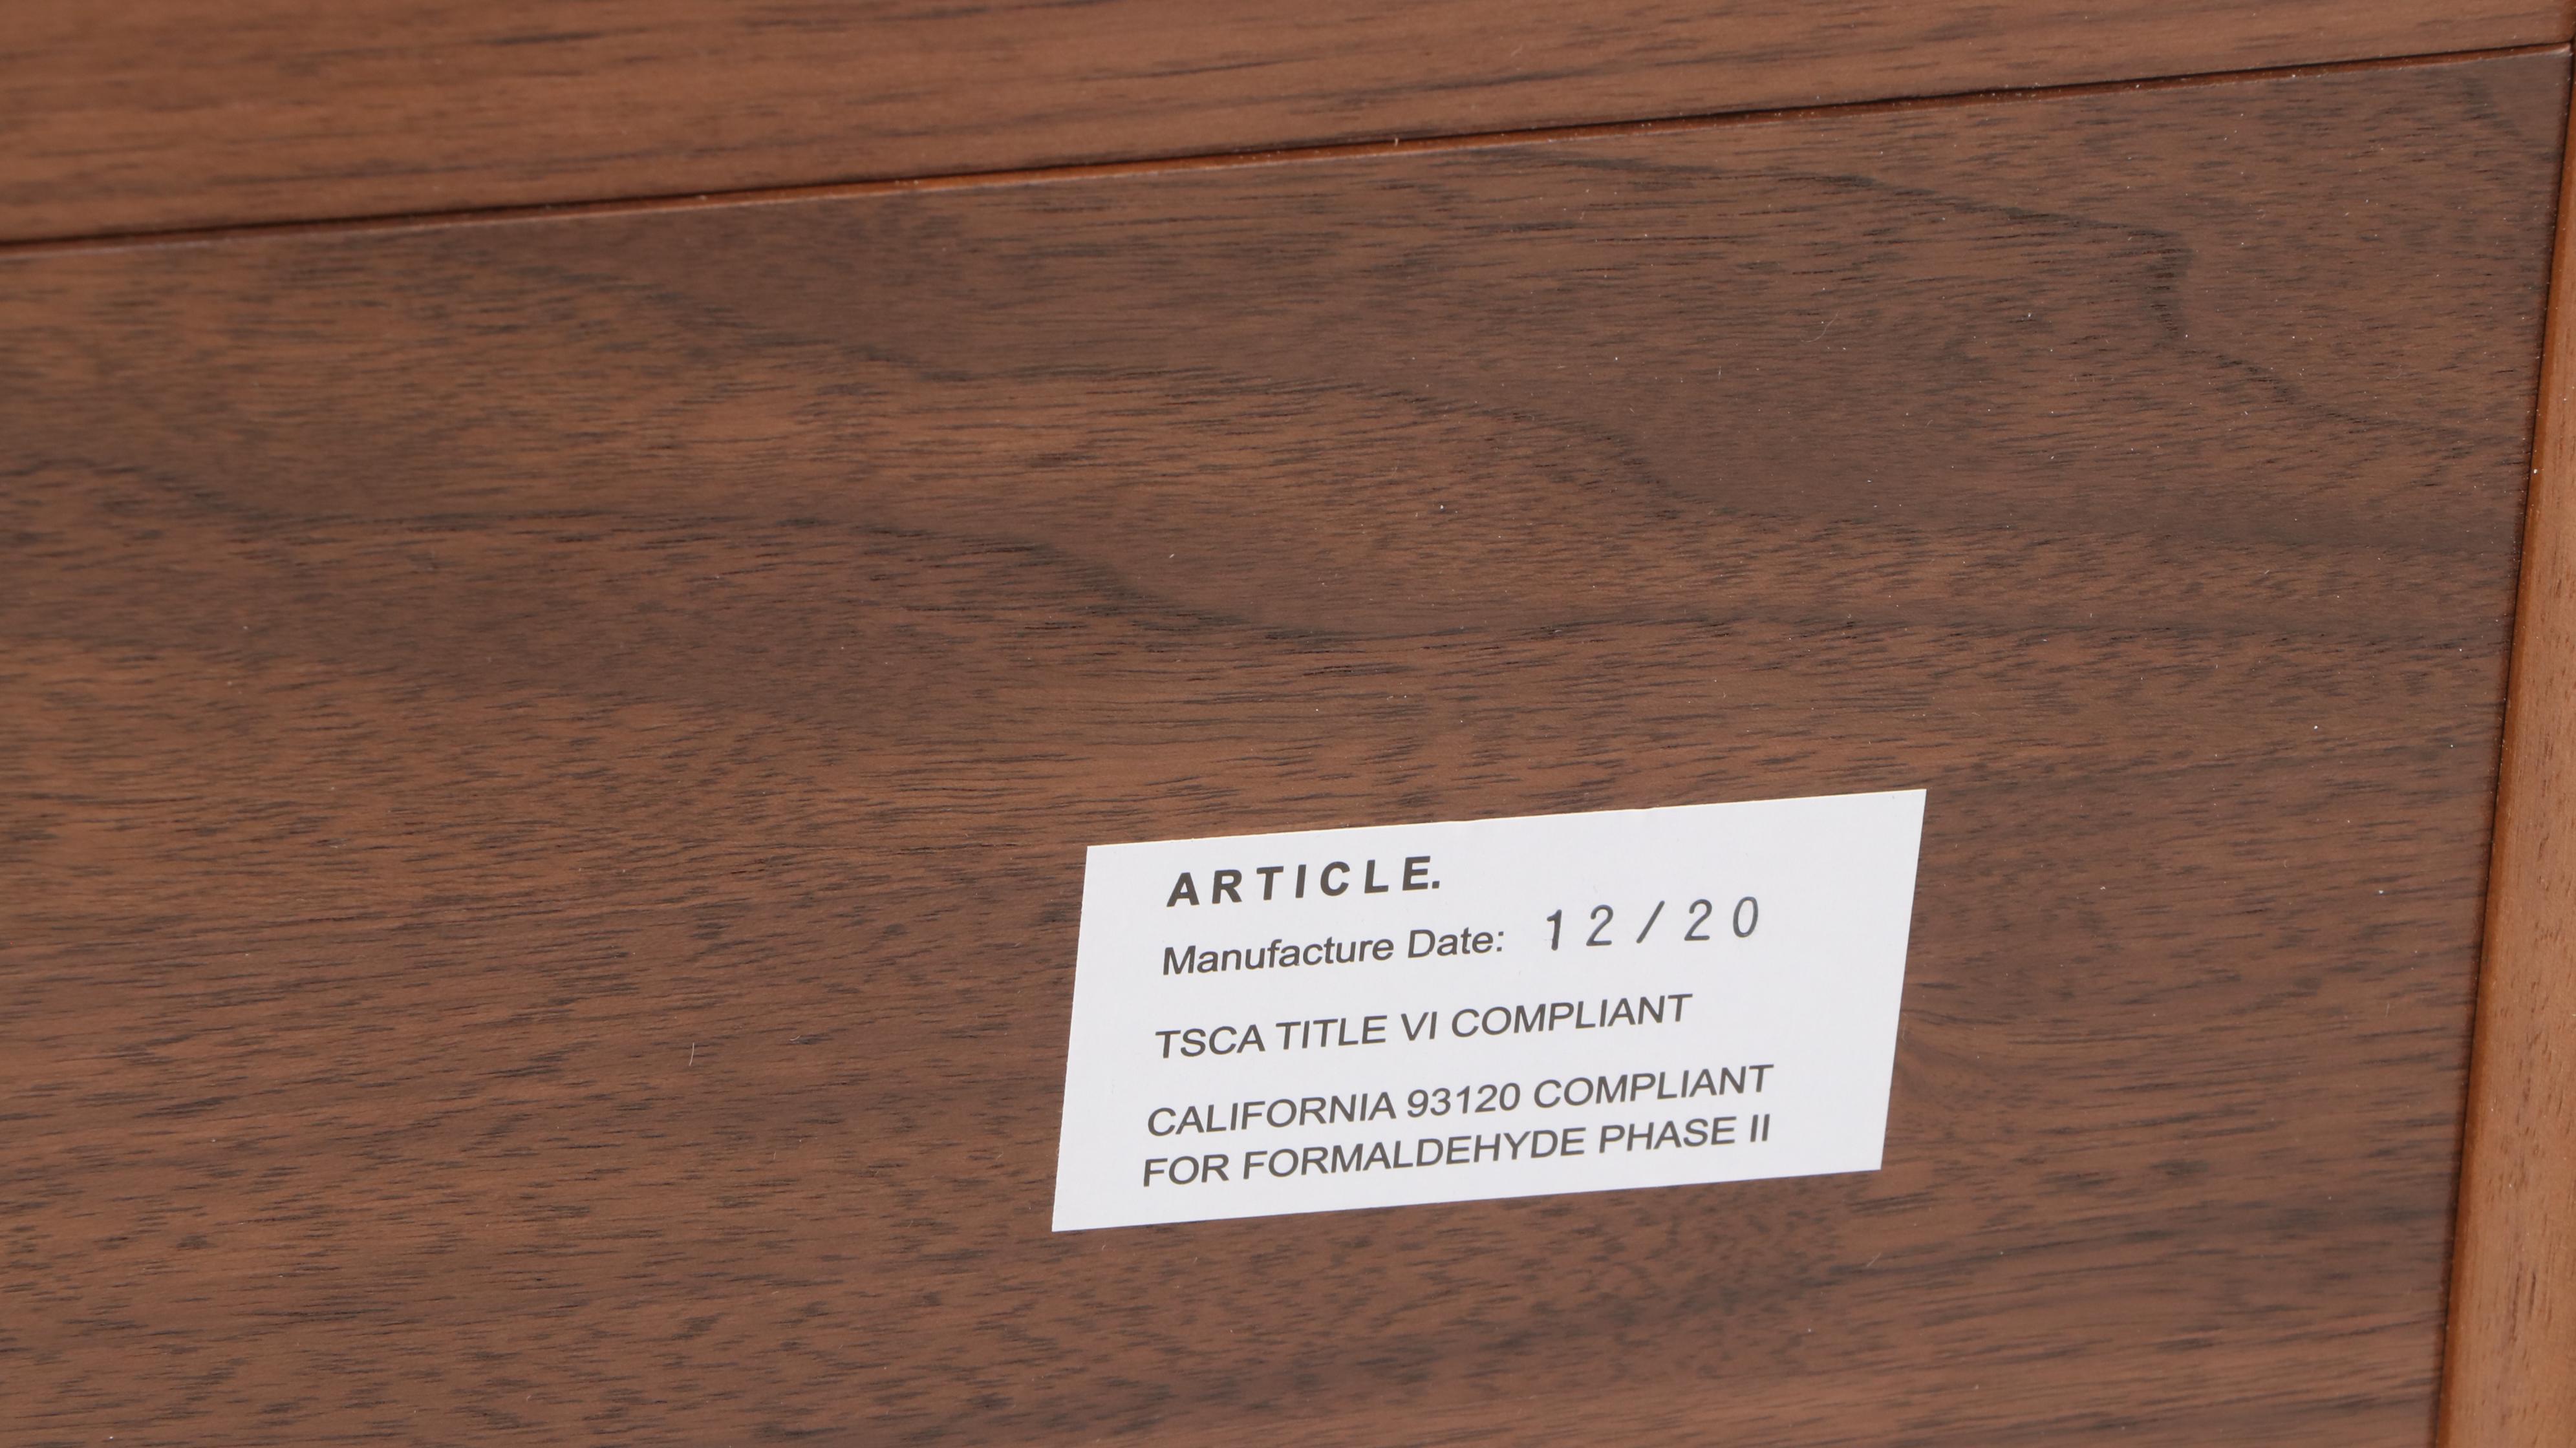 ARTICLE.
Manufacture Date: 12/20
TSCA TITLE VI COMPLIANT
CALIFORNIA 93120 COMPLIANT
FOR FORMALDEHYDE PHASE II